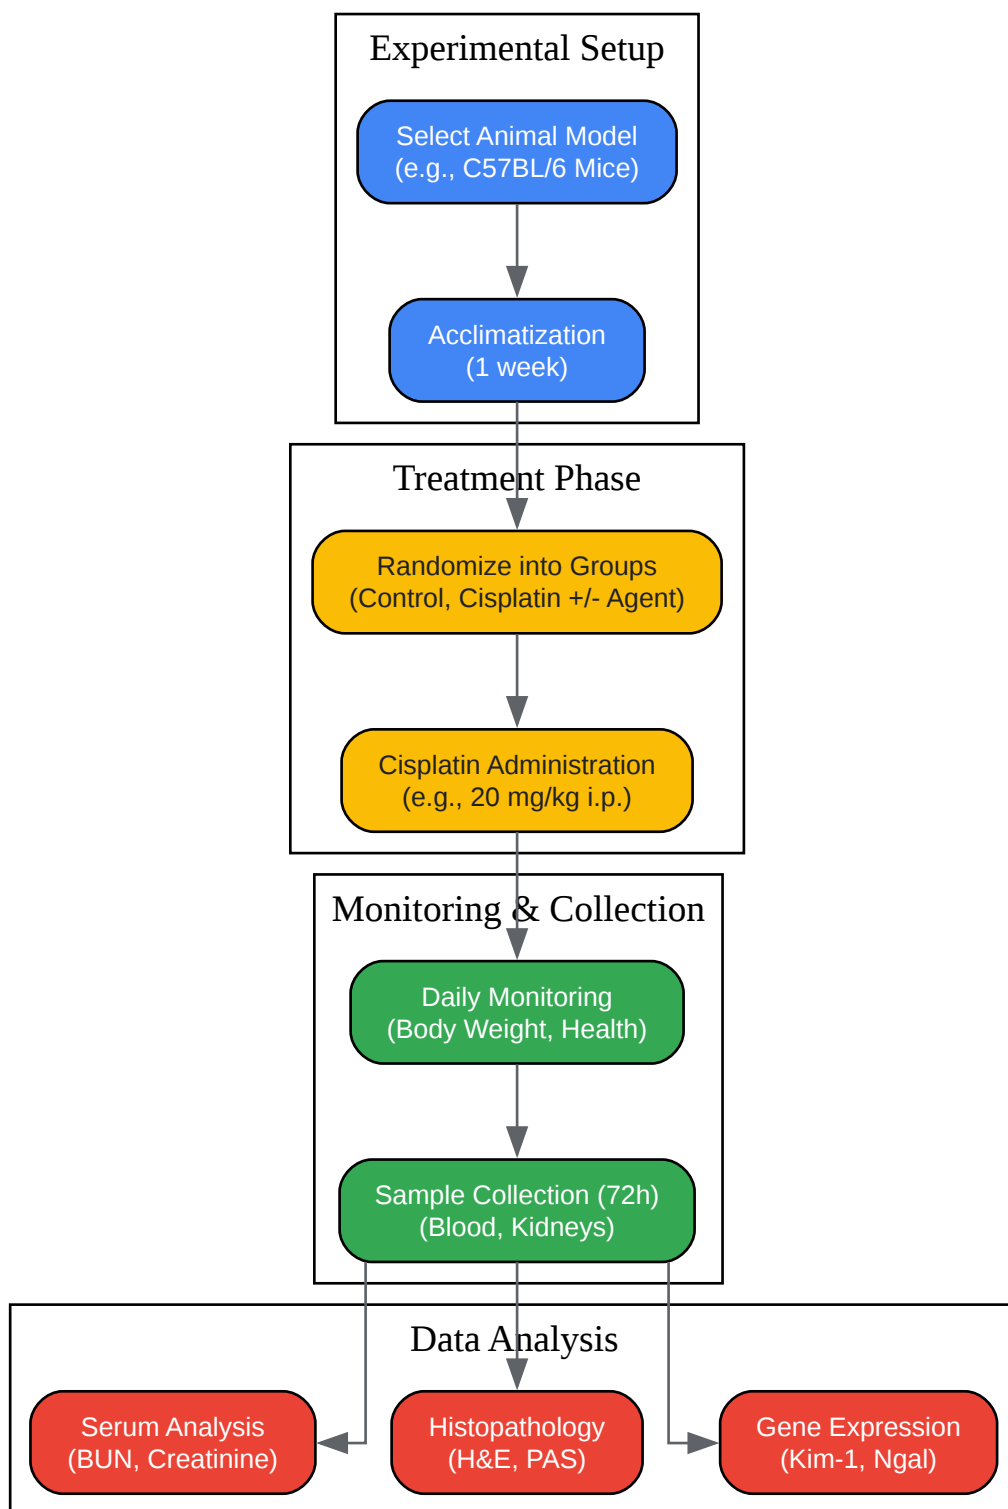 Experimental Setup
Select Animal Model
(e.g., C57BL/6 Mice)
Acclimatization
(1 week)
Treatment Phase
Randomize into Groups
(Control, Cisplatin +/- Agent)
Cisplatin Administration
(e.g., 20 mg/kg i.p.)
Monitoring & Collection
Daily Monitoring
(Body Weight, Health)
Sample Collection (72h)
(Blood, Kidneys)
Data Analysis
Serum Analysis
(BUN, Creatinine)
Histopathology
(H&E, PAS)
Gene Expression
(Kim-1, Ngal)